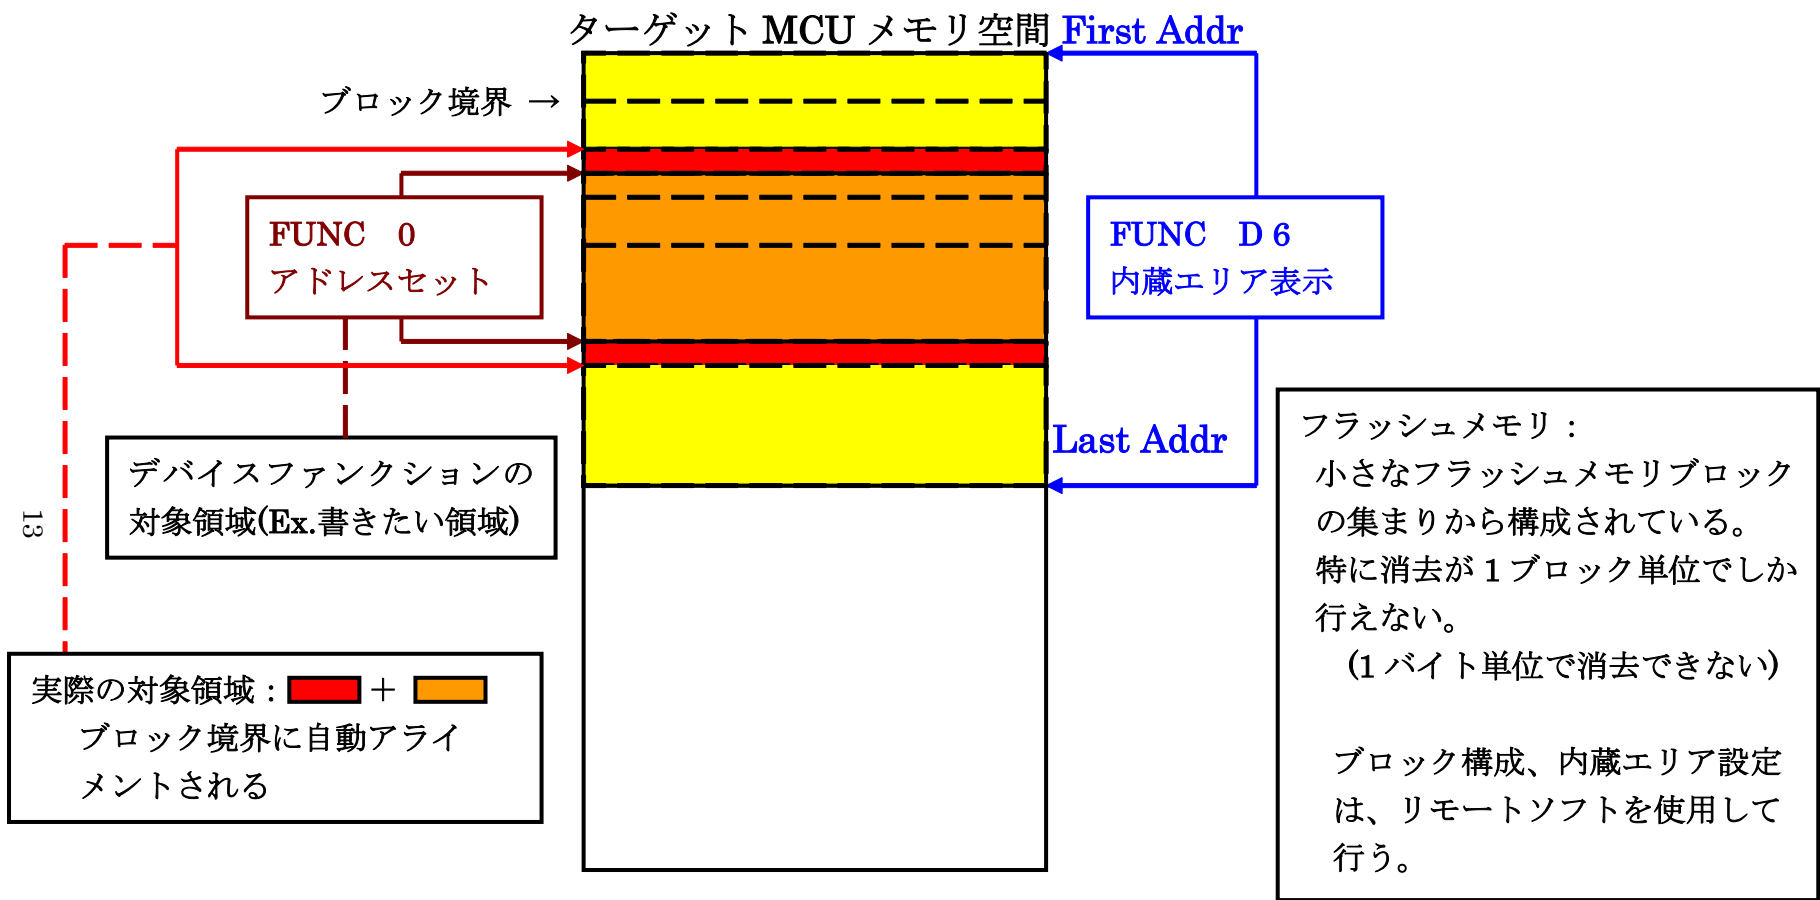 ターゲット MCU メモリ空間 First Addr
ブロック境界 →
FUNC 0
アドレスセット
FUNC D 6
内蔵エリア表示
Last Addr
デバイスファンクションの
対象領域(Ex.書きたい領域)
13
実際の対象領域 : +
ブロック境界に自動アライ
メントされる
フラッシュメモリ :
小さなフラッシュメモリブロック
の集まりから構成されている。
特に消去が 1 ブロック単位でしか
行えない。
(1 バイト単位で消去できない)
ブロック構成、内蔵エリア設定
は、リモートソフトを使用して
行う。